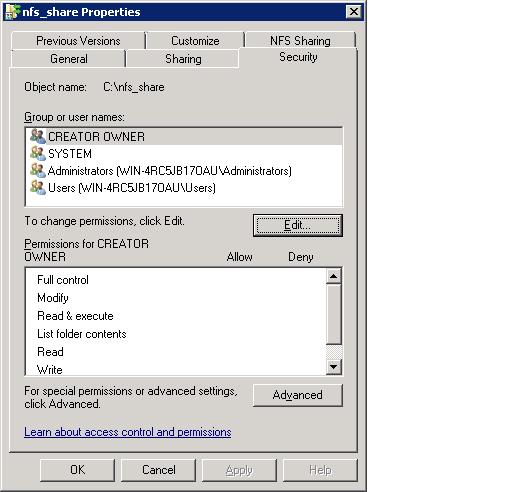 nfs_share Properties
Previous Versions Customize NFS Sharing
General Sharing Security
Object name: C:\nfs_share
Group or user names:
CREATOR OWNER
SYSTEM
Administrators (WIN-4RC5JB17OAU\Administrators)
Users (WIN-4RC5JB17OAU\Users)
To change permissions, click Edit. Edit...
Permissions for CREATOR
OWNER Allow Deny
Full control
Modify
Read & execute
List folder contents
Read
Write
For special permissions or advanced settings,
click Advanced. Advanced
Learn about access control and permissions
OK Cancel Apply Help